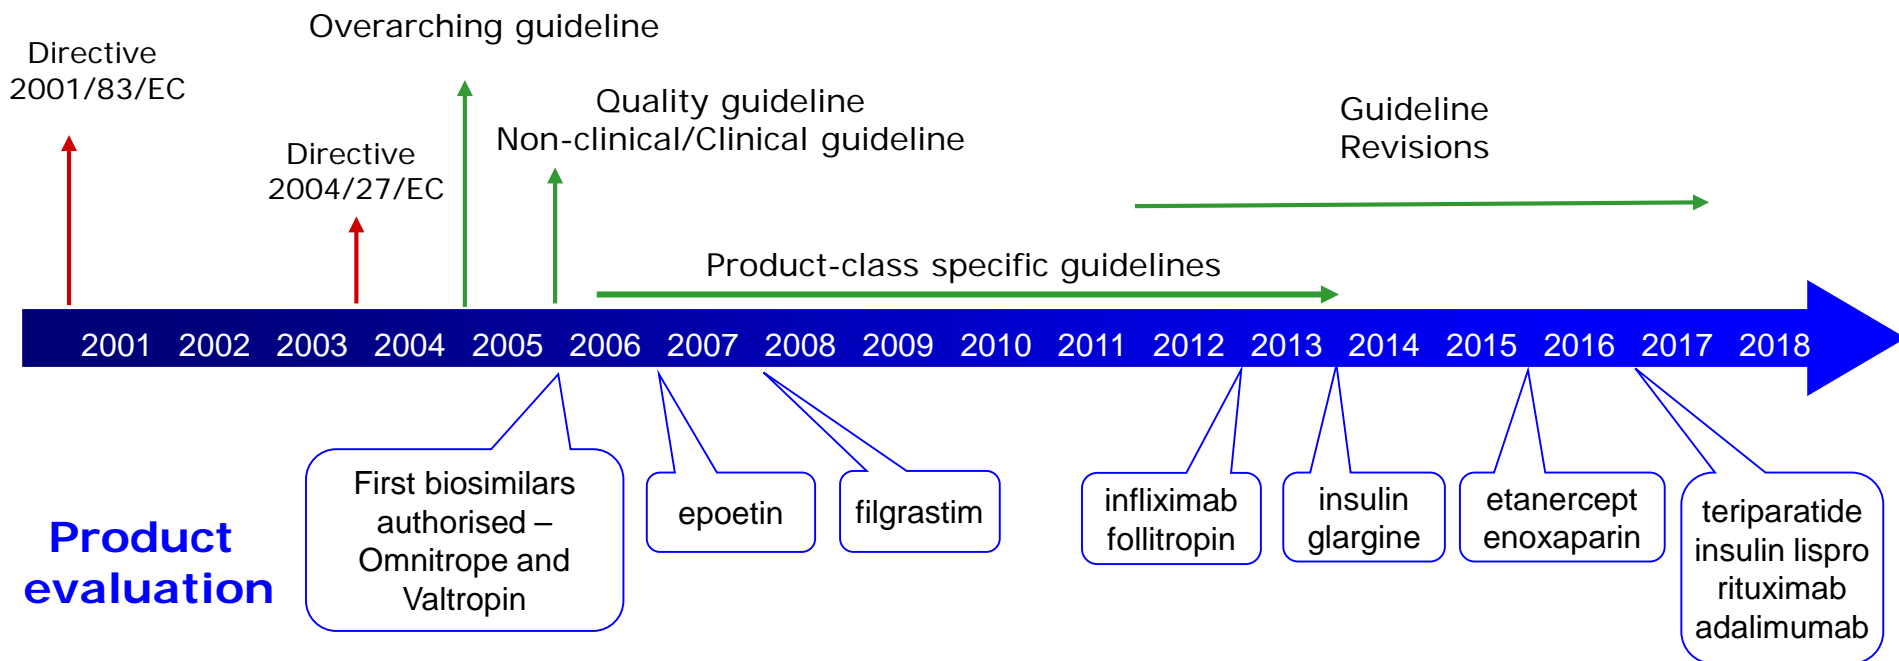 Overarching guideline
Directive
2001/83/EC
Quality guideline
Non-clinical/Clinical guideline
Guideline
Revisions
Directive
2004/27/EC
Product-class specific guidelines
2001 2002 2003 2004 2005 2006 2007 2008 2009 2010 2011 2012 2013 2014 2015 2016 2017 2018
First biosimilars
authorised –
Omnitrope and
Valtropin
epoetin
filgrastim
infliximab
follitropin
insulin
glargine
etanercept
enoxaparin
teriparatide
insulin lispro
rituximab
adalimumab
Product
evaluation